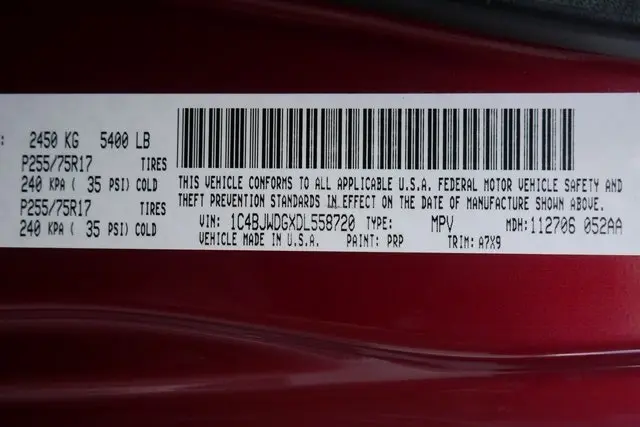 : 2450 KG 5400 LB
P255/75R17 TIRES
240 KPA ( 35 PSI) COLD
P255/75R17 TIRES
240 KPA ( 35 PSI) COLD
THIS VEHICLE CONFORMS TO ALL APPLICABLE U.S.A. FEDERAL MOTOR VEHICLE SAFETY AND
THEFT PREVENTION STANDARDS IN EFFECT ON THE DATE OF MANUFACTURE SHOWN ABOVE.
VIN: 1C4BJWDGXDL558720 TYPE: MPV MDH: 112706 052AA
VEHICLE MADE IN U.S.A. PAINT: PRP TRIM: A7X9